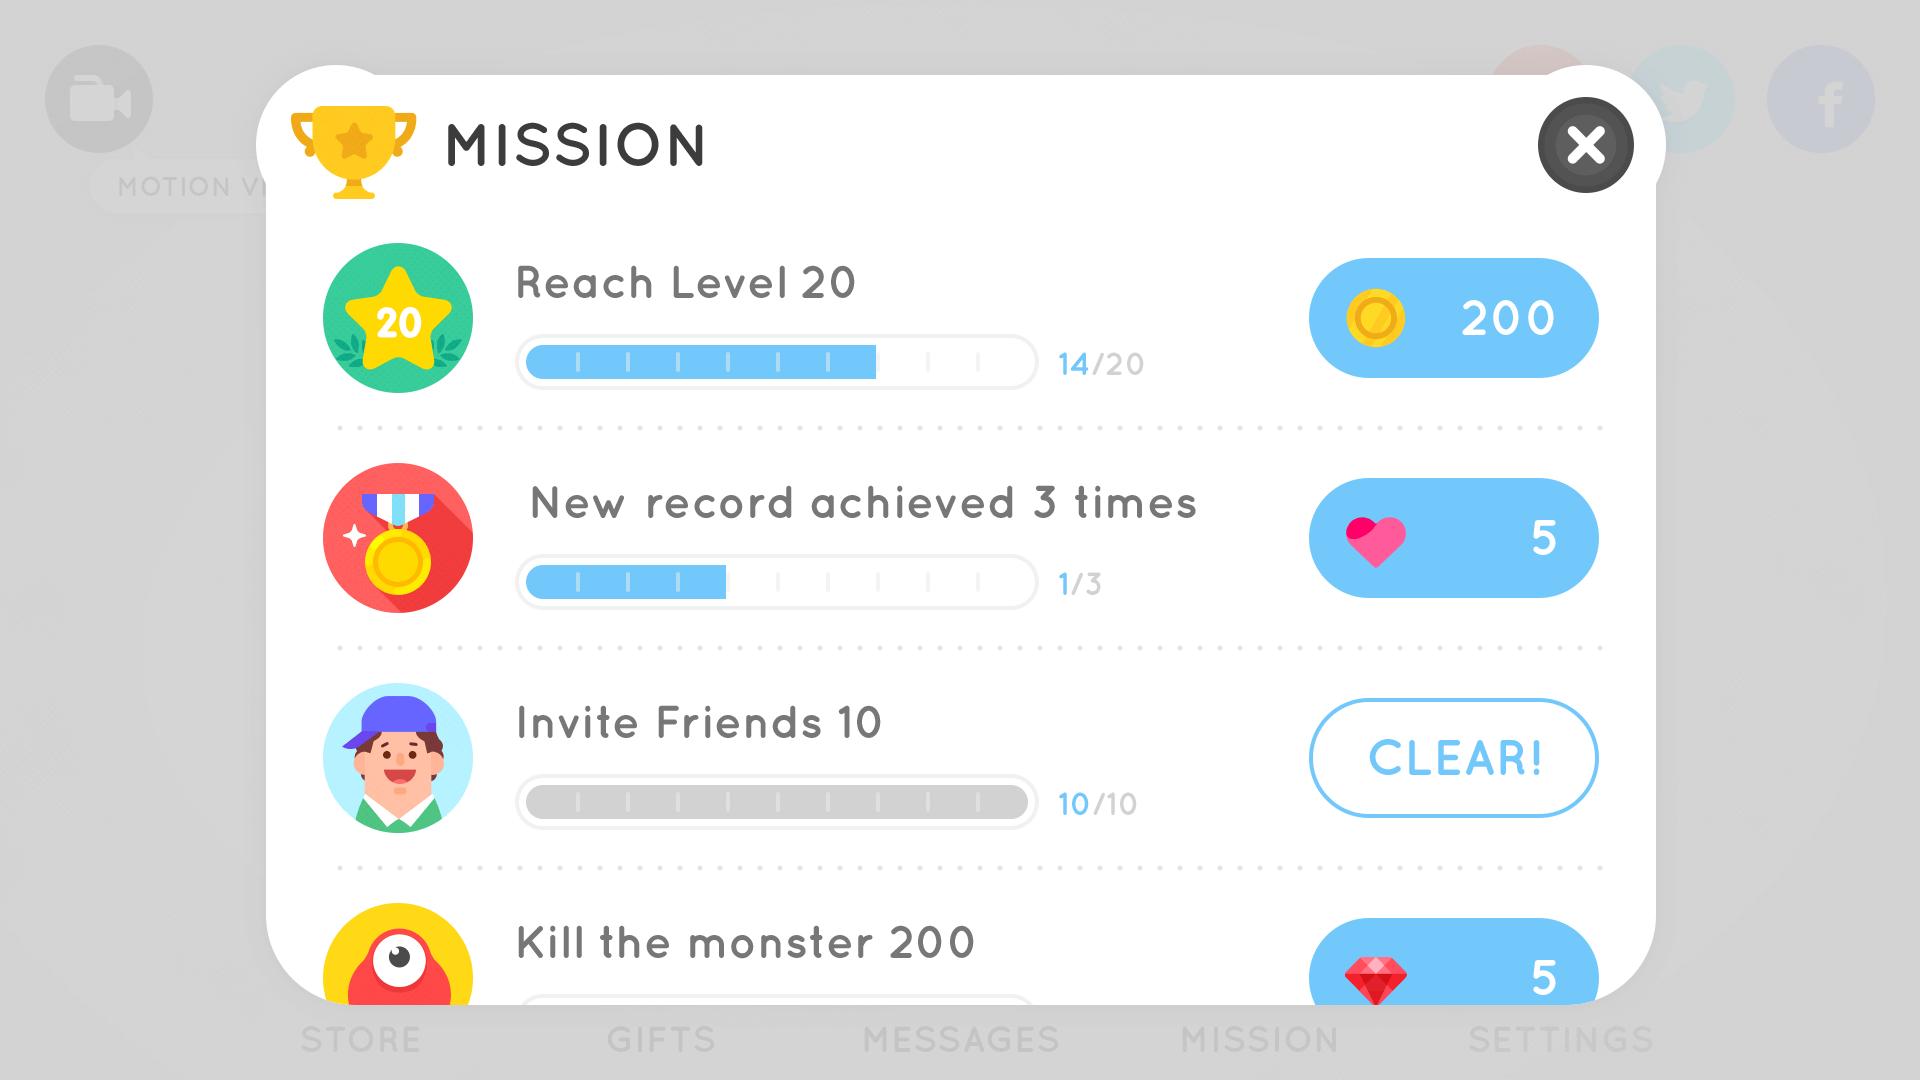 MISSION
MOTION
20
Reach Level 20
14/20
200
New record achieved 3 times
1/3
5
Invite Friends 10
10/10
CLEAR!
Kill the monster 200
5
STORE
GIFTS
MESSAGES
MISSION
SETTINGS